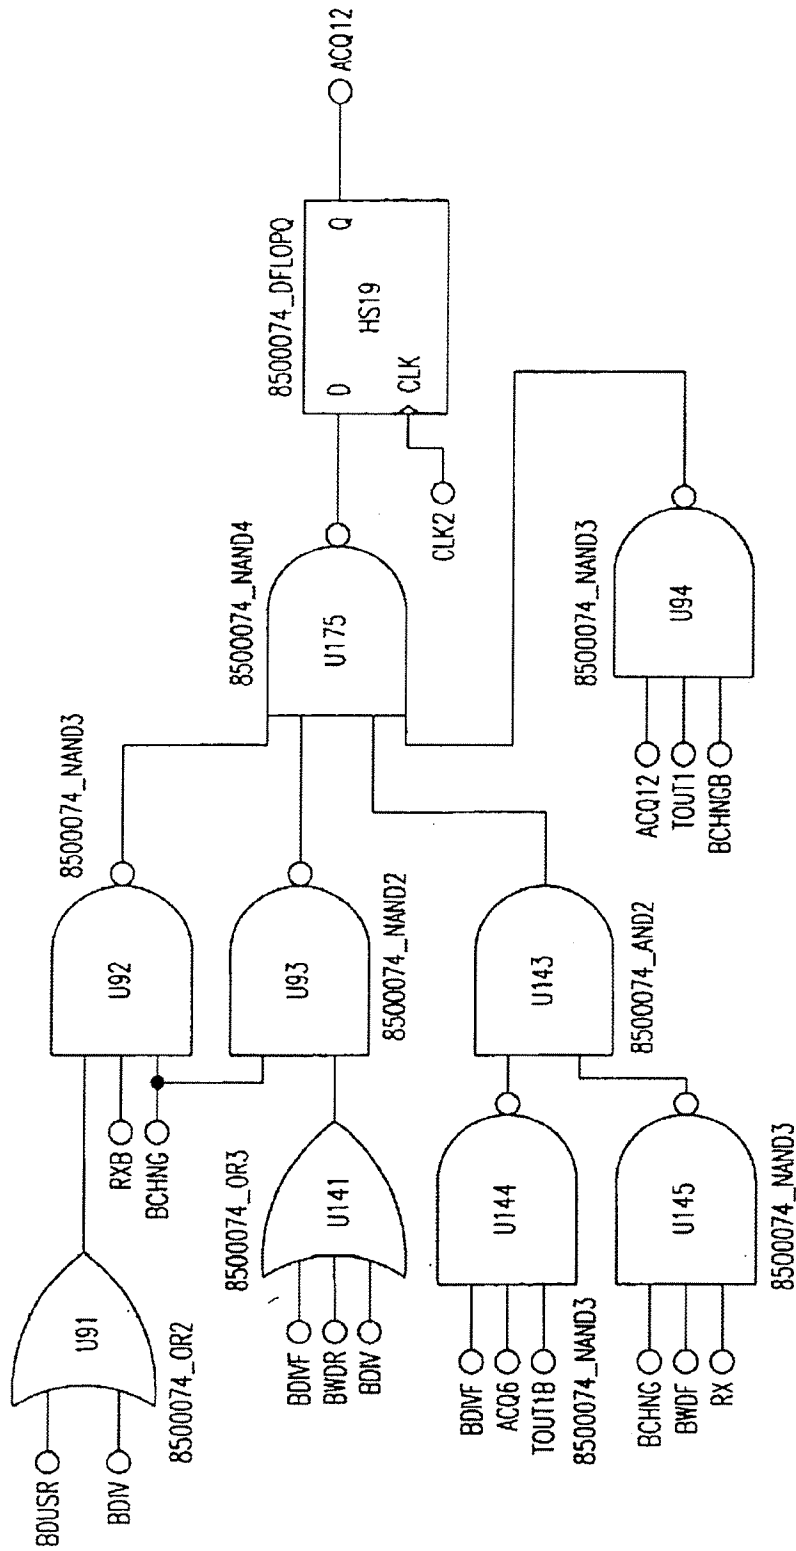 BDUSR
BDIV
U91
8500074_OR2
RXB
BCHNG
U92
8500074_NAND3
BDIVF
BWDR
BDIV
U141
8500074_OR3
U93
8500074_NAND2
BDIVF
ACQ6
TOUT1B
U144
8500074_NAND3
BCHNG
BWDF
RX
U145
8500074_NAND3
U143
8500074_AND2
U175
8500074_NAND4
ACQ12
TOUT1
BCHNGB
U94
8500074_NAND3
CLK2
D
CLK
HS19
Q
8500074_DFLOPQ
ACQ12